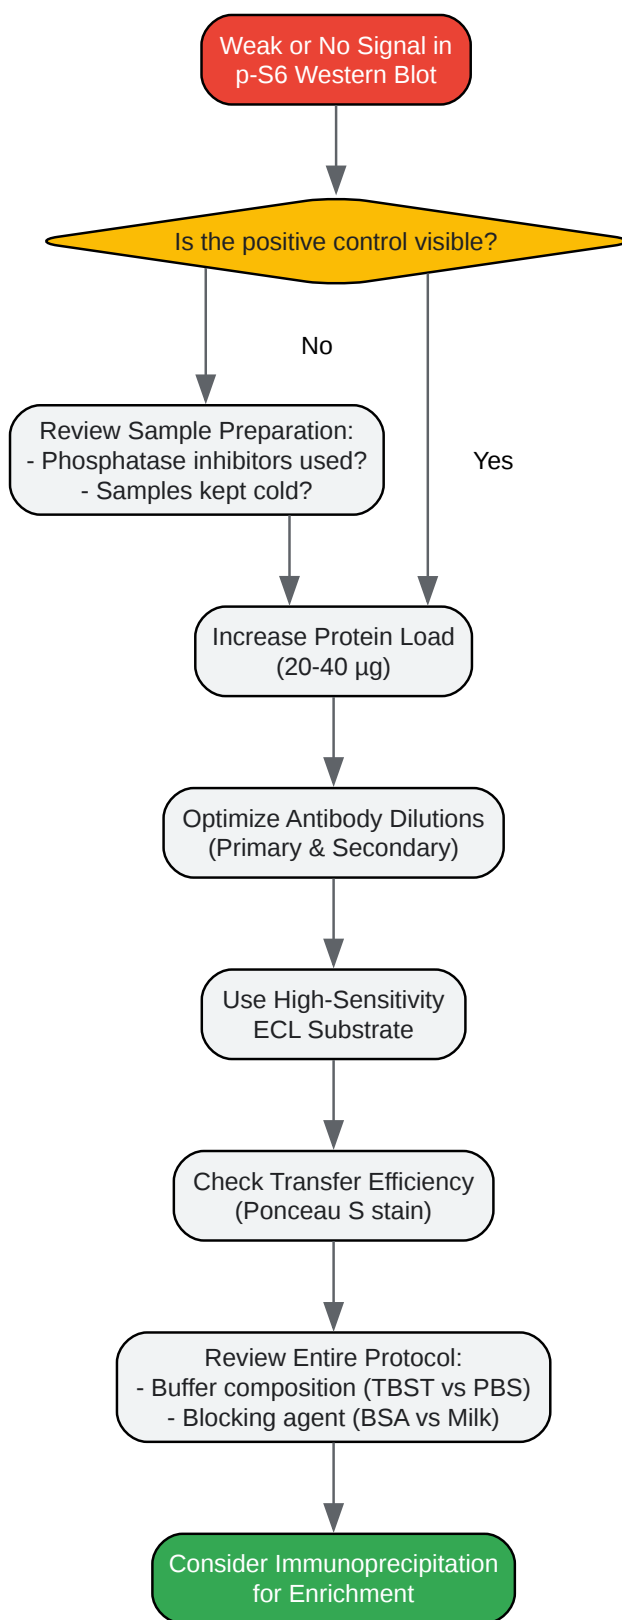 Weak or No Signal in
p-S6 Western Blot
Is the positive control visible?
No
Review Sample Preparation:
- Phosphatase inhibitors used?
- Samples kept cold?
Yes
Increase Protein Load
(20-40 µg)
Optimize Antibody Dilutions
(Primary & Secondary)
Use High-Sensitivity
ECL Substrate
Check Transfer Efficiency
(Ponceau S stain)
Review Entire Protocol:
- Buffer composition (TBST vs PBS)
- Blocking agent (BSA vs Milk)
Consider Immunoprecipitation
for Enrichment